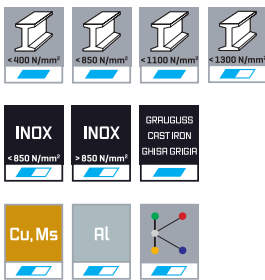 <400 N/mm²
<850 N/mm²
<1100 N/mm²
<1300 N/mm²
INOX
<850 N/mm²
INOX
>850 N/mm²
GRAUGUSS
CAST IRON
GHISA GRIGIA
Cu, Ms
Al